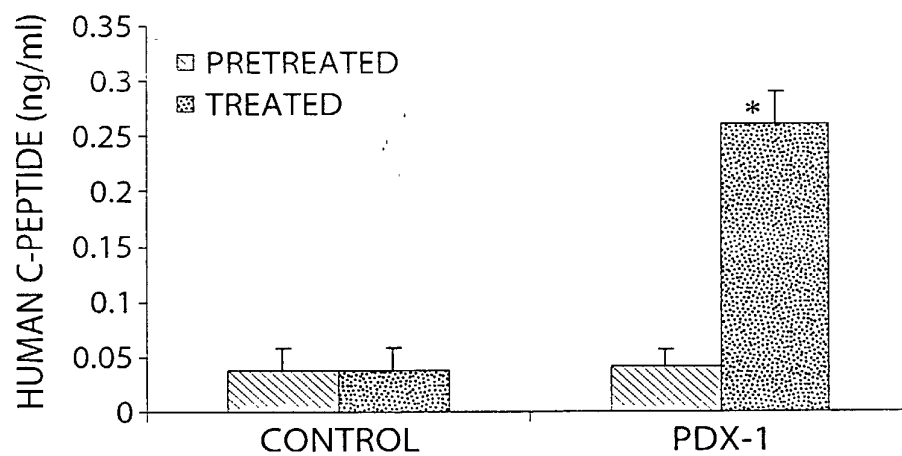 HUMAN C-PEPTIDE (ng/ml)
0.35
0.3
0.25
0.2
0.15
0.1
0.05
0
PRETREATED
TREATED
*
CONTROL
PDX-1